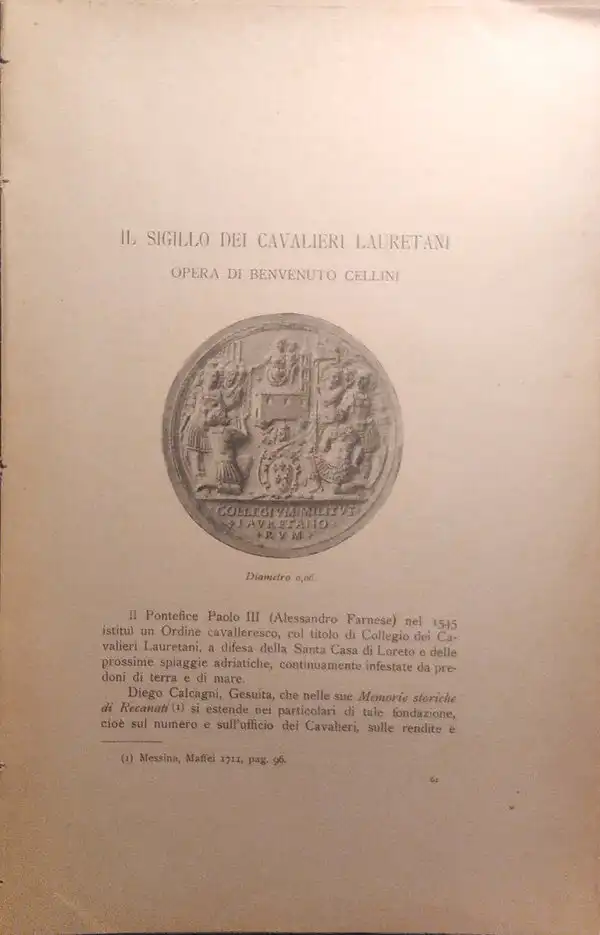 IL SIGILLO DEI CAVALIERI LAURETANI
OPERA DI BENVENUTO CELLINI
COLLEGIVM·MILITVM
LAVRETANO
RVM
Diametro 0,06.
Il Pontefice Paolo III (Alessandro Farnese) nel 1545
istituì un Ordine cavalleresco, col titolo di Collegio dei Ca-
valieri Lauretani, a difesa della Santa Casa di Loreto e delle
prossime spiaggie adriatiche, continuamente infestate da pre-
doni di terra e di mare.
Diego Calcagni, Gesuita, che nelle sue Memorie storiche
di Recanati (1) si estende nei particolari di tale fondazione,
cioè sul numero e sull'ufficio dei Cavalieri, sulle rendite e
(1) Messina, Maffei 1711, pag. 96.